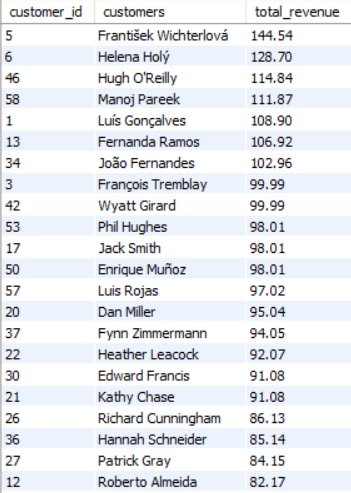 customer_id customers total_revenue
5 František Wichterlová 144.54
6 Helena Holý 128.70
46 Hugh O'Reilly 114.84
58 Manoj Pareek 111.87
1 Luís Gonçalves 108.90
13 Fernanda Ramos 106.92
34 João Fernandes 102.96
3 François Tremblay 99.99
42 Wyatt Girard 99.99
53 Phil Hughes 98.01
17 Jack Smith 98.01
50 Enrique Muñoz 98.01
57 Luis Rojas 97.02
20 Dan Miller 95.04
37 Fynn Zimmermann 94.05
22 Heather Leacock 92.07
30 Edward Francis 91.08
21 Kathy Chase 91.08
26 Richard Cunningham 86.13
36 Hannah Schneider 85.14
27 Patrick Gray 84.15
12 Roberto Almeida 82.17